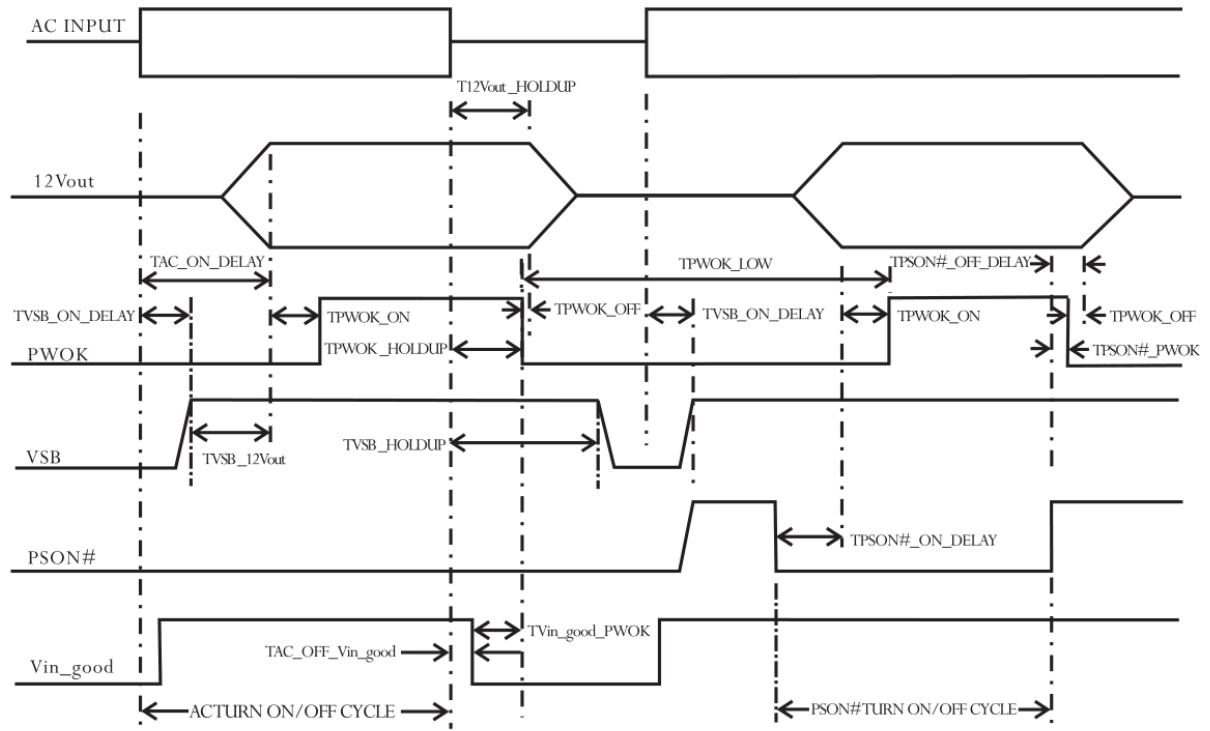 AC INPUT
T12Vout_HOLDUP
12Vout
TAC_ON_DELAY
TPWOK_LOW
TPSON#_OFF_DELAY
TVSB_ON_DELAY
TPWOK_ON
TPWOK_OFF
TVSB_ON_DELAY
TPWOK_ON
TPWOK_OFF
PWOK
TPWOK_HOLDUP
TPSON#_PWOK
VSB
TVSB_12Vout
TVSB_HOLDUP
PSON#
TPSON#_ON_DELAY
TVin_good_PWOK
TAC_OFF_Vin_good
Vin_good
ACTURN ON/OFF CYCLE
PSON#TURN ON/OFF CYCLE